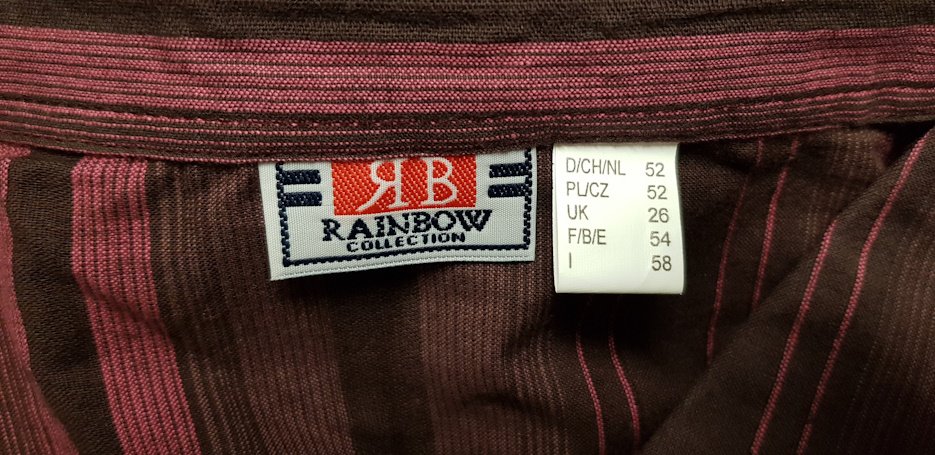 RB
RAINBOW
COLLECTION
D/CH/NL 52
PL/CZ 52
UK 26
F/B/E 54
I 58